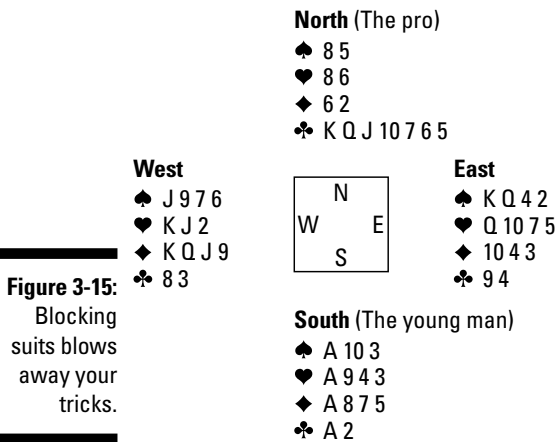 North (The pro)
♠ 8 5
♥ 8 6
♦ 6 2
♣ K Q J 10 7 6 5
West
♠ J 9 7 6
♥ K J 2
♦ K Q J 9
♣ 8 3
N
W E
S
East
♠ K Q 4 2
♥ Q 10 7 5
♦ 10 4 3
♣ 9 4
South (The young man)
♠ A 10 3
♥ A 9 4 3
♦ A 8 7 5
♣ A 2
Figure 3-15:
Blocking
suits blows
away your
tricks.